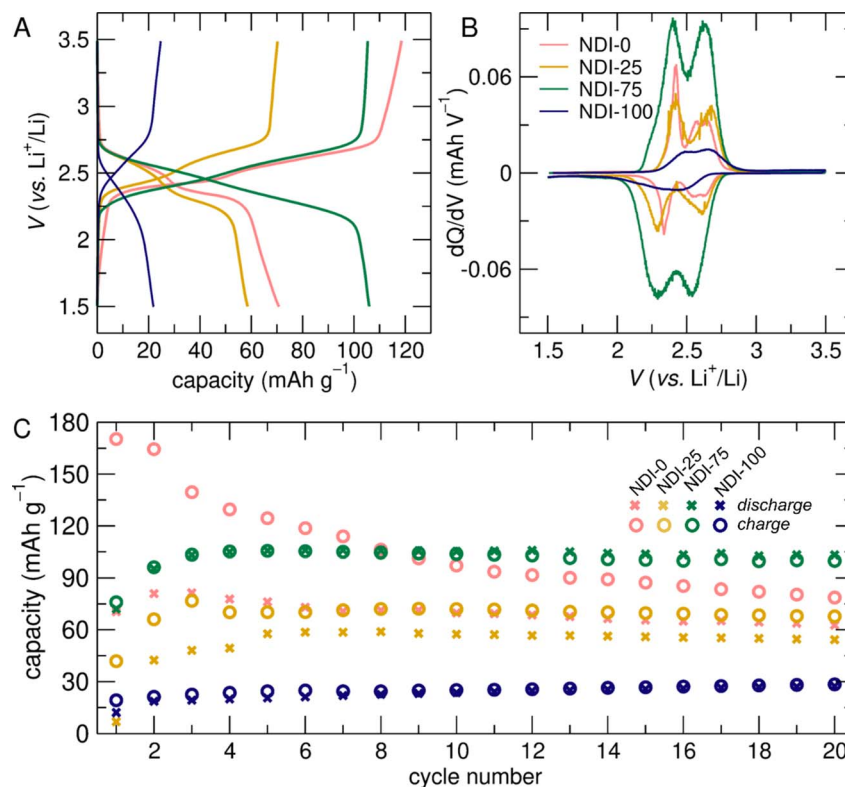 A
3.5
3
2.5
2
1.5
V (vs. Li⁺/Li)
0 20 40 60 80 100 120
capacity (mAh g⁻¹)
B
NDI-0
NDI-25
NDI-75
NDI-100
0.06
0
-0.06
dQ/dV (mAh V⁻¹)
1.5 2.0 2.5 3.0 3.5
V (vs. Li⁺/Li)
C
180
150
120
90
60
30
0
capacity (mAh g⁻¹)
NDI-0 NDI-25 NDI-75 NDI-100
discharge
charge
2 4 6 8 10 12 14 16 18 20
cycle number